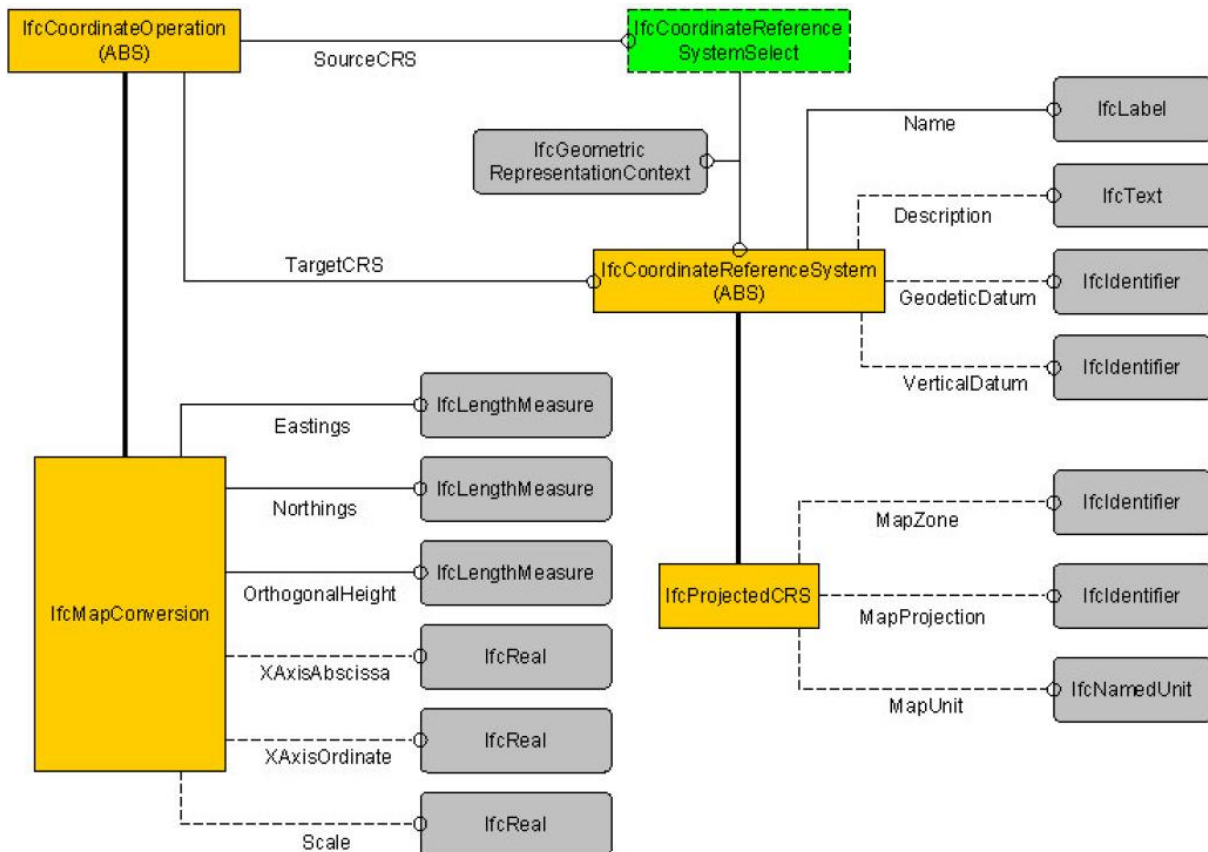 IfcCoordinateOperation
(ABS)
SourceCRS
IfcCoordinateReference
SystemSelect
IfcLabel
Name
IfcGeometric
RepresentationContext
IfcText
Description
TargetCRS
IfcCoordinateReferenceSystem
(ABS)
GeodeticDatum
IfcIdentifier
VerticalDatum
IfcIdentifier
IfcLengthMeasure
Eastings
IfcLengthMeasure
Northings
IfcLengthMeasure
OrthogonalHeight
IfcMapConversion
IfcReal
XAxisAbscissa
IfcReal
XAxisOrdinate
IfcReal
Scale
IfcIdentifier
MapZone
IfcProjectedCRS
IfcIdentifier
MapProjection
IfcNamedUnit
MapUnit